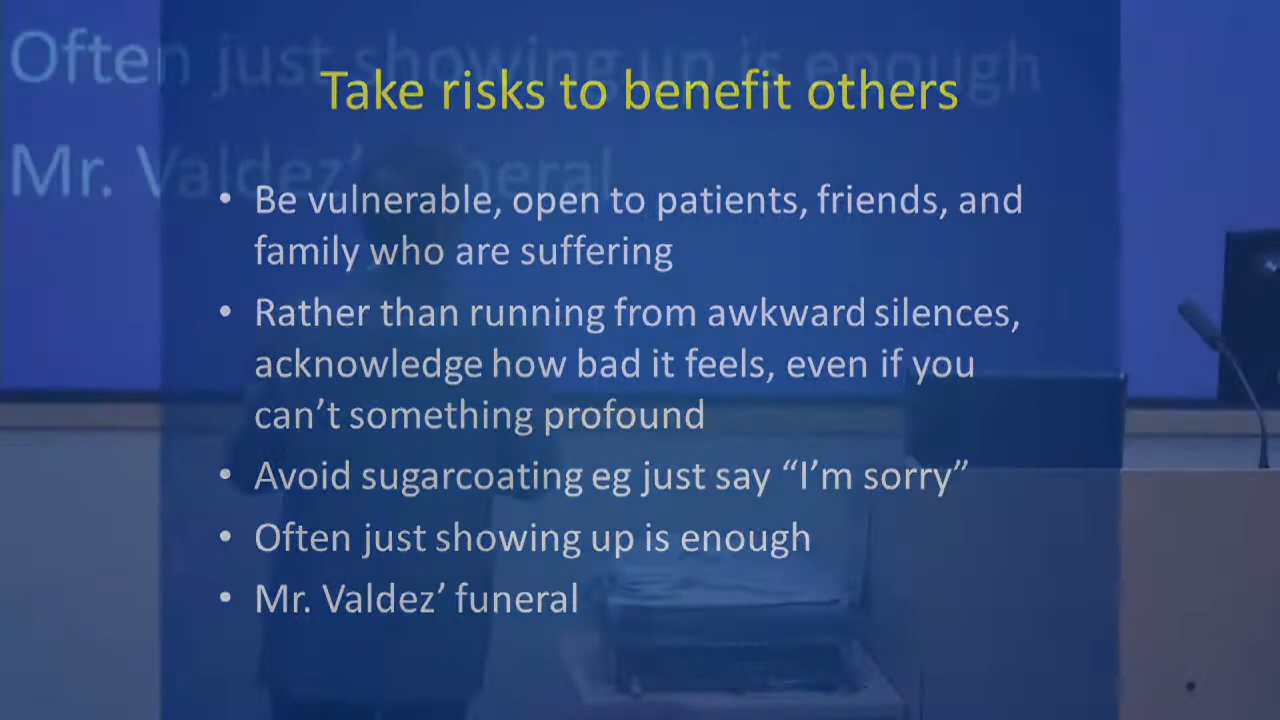 Often just showing up is enough
Mr. Valdez’ funeral
Take risks to benefit others
• Be vulnerable, open to patients, friends, and
family who are suffering
• Rather than running from awkward silences,
acknowledge how bad it feels, even if you
can’t something profound
• Avoid sugarcoating eg just say “I’m sorry”
• Often just showing up is enough
• Mr. Valdez’ funeral